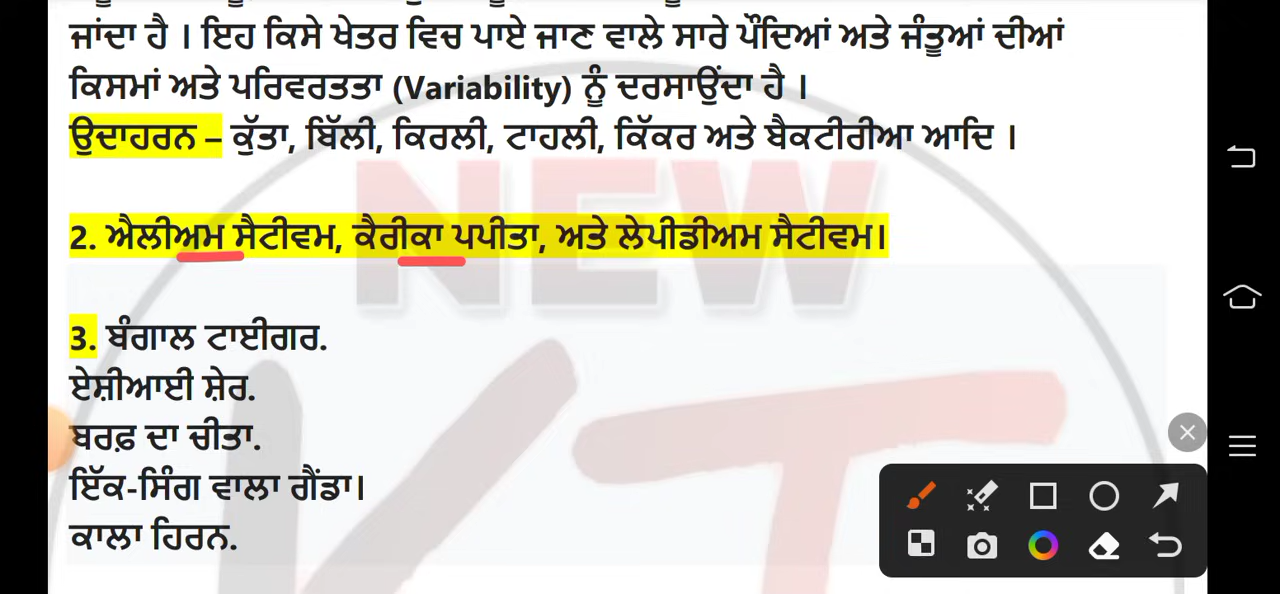 ਜਾਂਦਾ ਹੈ । ਇਹ ਕਿਸੇ ਖੇਤਰ ਵਿਚ ਪਾਏ ਜਾਣ ਵਾਲੇ ਸਾਰੇ ਪੌਦਿਆਂ ਅਤੇ ਜੰਤੂਆਂ ਦੀਆਂ
ਕਿਸਮਾਂ ਅਤੇ ਪਰਿਵਰਤਤਾ (Variability) ਨੂੰ ਦਰਸਾਉਂਦਾ ਹੈ ।
ਉਦਾਹਰਨ – ਕੁੱਤਾ, ਬਿੱਲੀ, ਕਿਰਲੀ, ਟਾਹਲੀ, ਕਿੱਕਰ ਅਤੇ ਬੈਕਟੀਰੀਆ ਆਦਿ ।
NEW
2. ਐਲੀਅਮ ਸੈਟੀਵਮ, ਕੈਰੀਕਾ ਪਪੀਤਾ, ਅਤੇ ਲੇਪੀਡੀਅਮ ਸੈਟੀਵਮ।
3. ਬੰਗਾਲ ਟਾਈਗਰ.
ਏਸ਼ੀਆਈ ਸ਼ੇਰ.
ਬਰਫ਼ ਦਾ ਚੀਤਾ.
ਇੱਕ-ਸਿੰਗ ਵਾਲਾ ਗੈਂਡਾ।
ਕਾਲਾ ਹਿਰਨ.